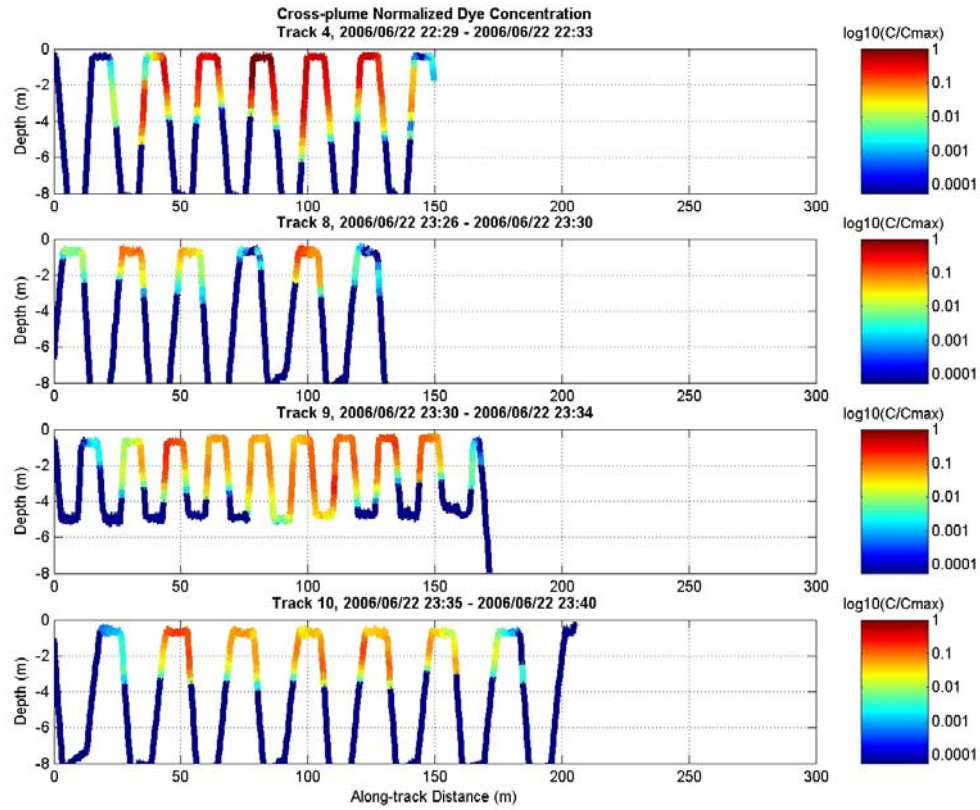 Cross-plume Normalized Dye Concentration
Track 4, 2006/06/22 22:29 - 2006/06/22 22:33
log10(C/Cmax)
0
-2
-4
-6
-8
Depth (m)
0 50 100 150 200 250 300
1
0.1
0.01
0.001
0.0001
Track 8, 2006/06/22 23:26 - 2006/06/22 23:30
log10(C/Cmax)
0
-2
-4
-6
-8
Depth (m)
0 50 100 150 200 250 300
1
0.1
0.01
0.001
0.0001
Track 9, 2006/06/22 23:30 - 2006/06/22 23:34
log10(C/Cmax)
0
-2
-4
-6
-8
Depth (m)
0 50 100 150 200 250 300
1
0.1
0.01
0.001
0.0001
Track 10, 2006/06/22 23:35 - 2006/06/22 23:40
log10(C/Cmax)
0
-2
-4
-6
-8
Depth (m)
0 50 100 150 200 250 300
1
0.1
0.01
0.001
0.0001
Along-track Distance (m)